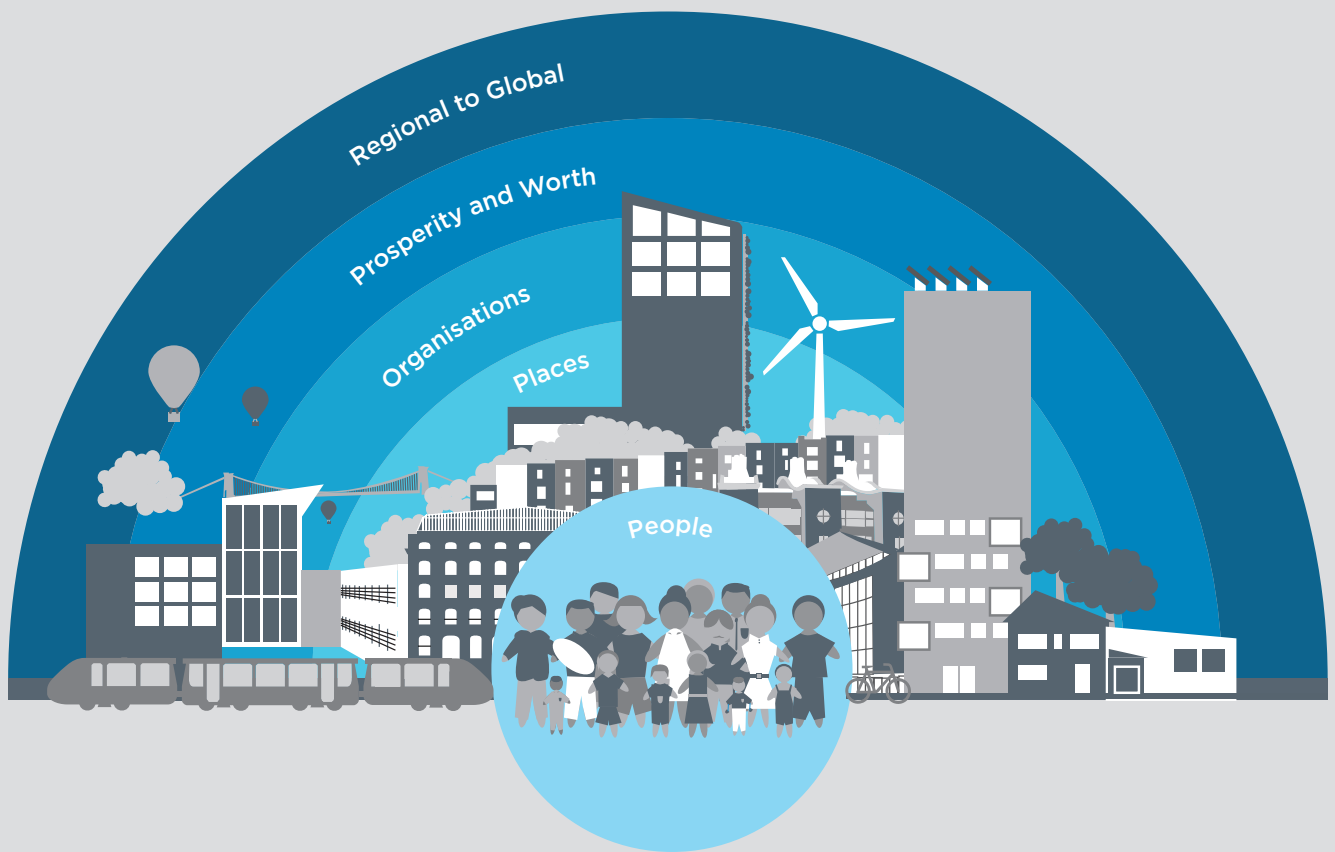 Regional to Global
Prosperity and Worth
Organisations
Places
People